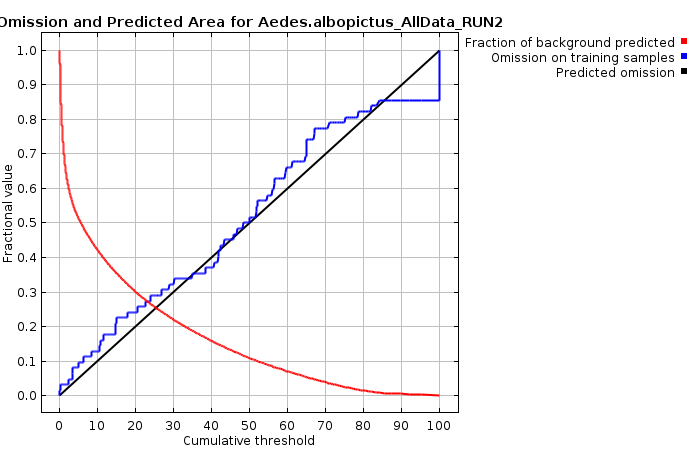 Omission and Predicted Area for Aedes.albopictus_AllData_RUN2
Fraction of background predicted
Omission on training samples
Predicted omission
Fractional value
1.0
0.9
0.8
0.7
0.6
0.5
0.4
0.3
0.2
0.1
0.0
0 10 20 30 40 50 60 70 80 90 100
Cumulative threshold